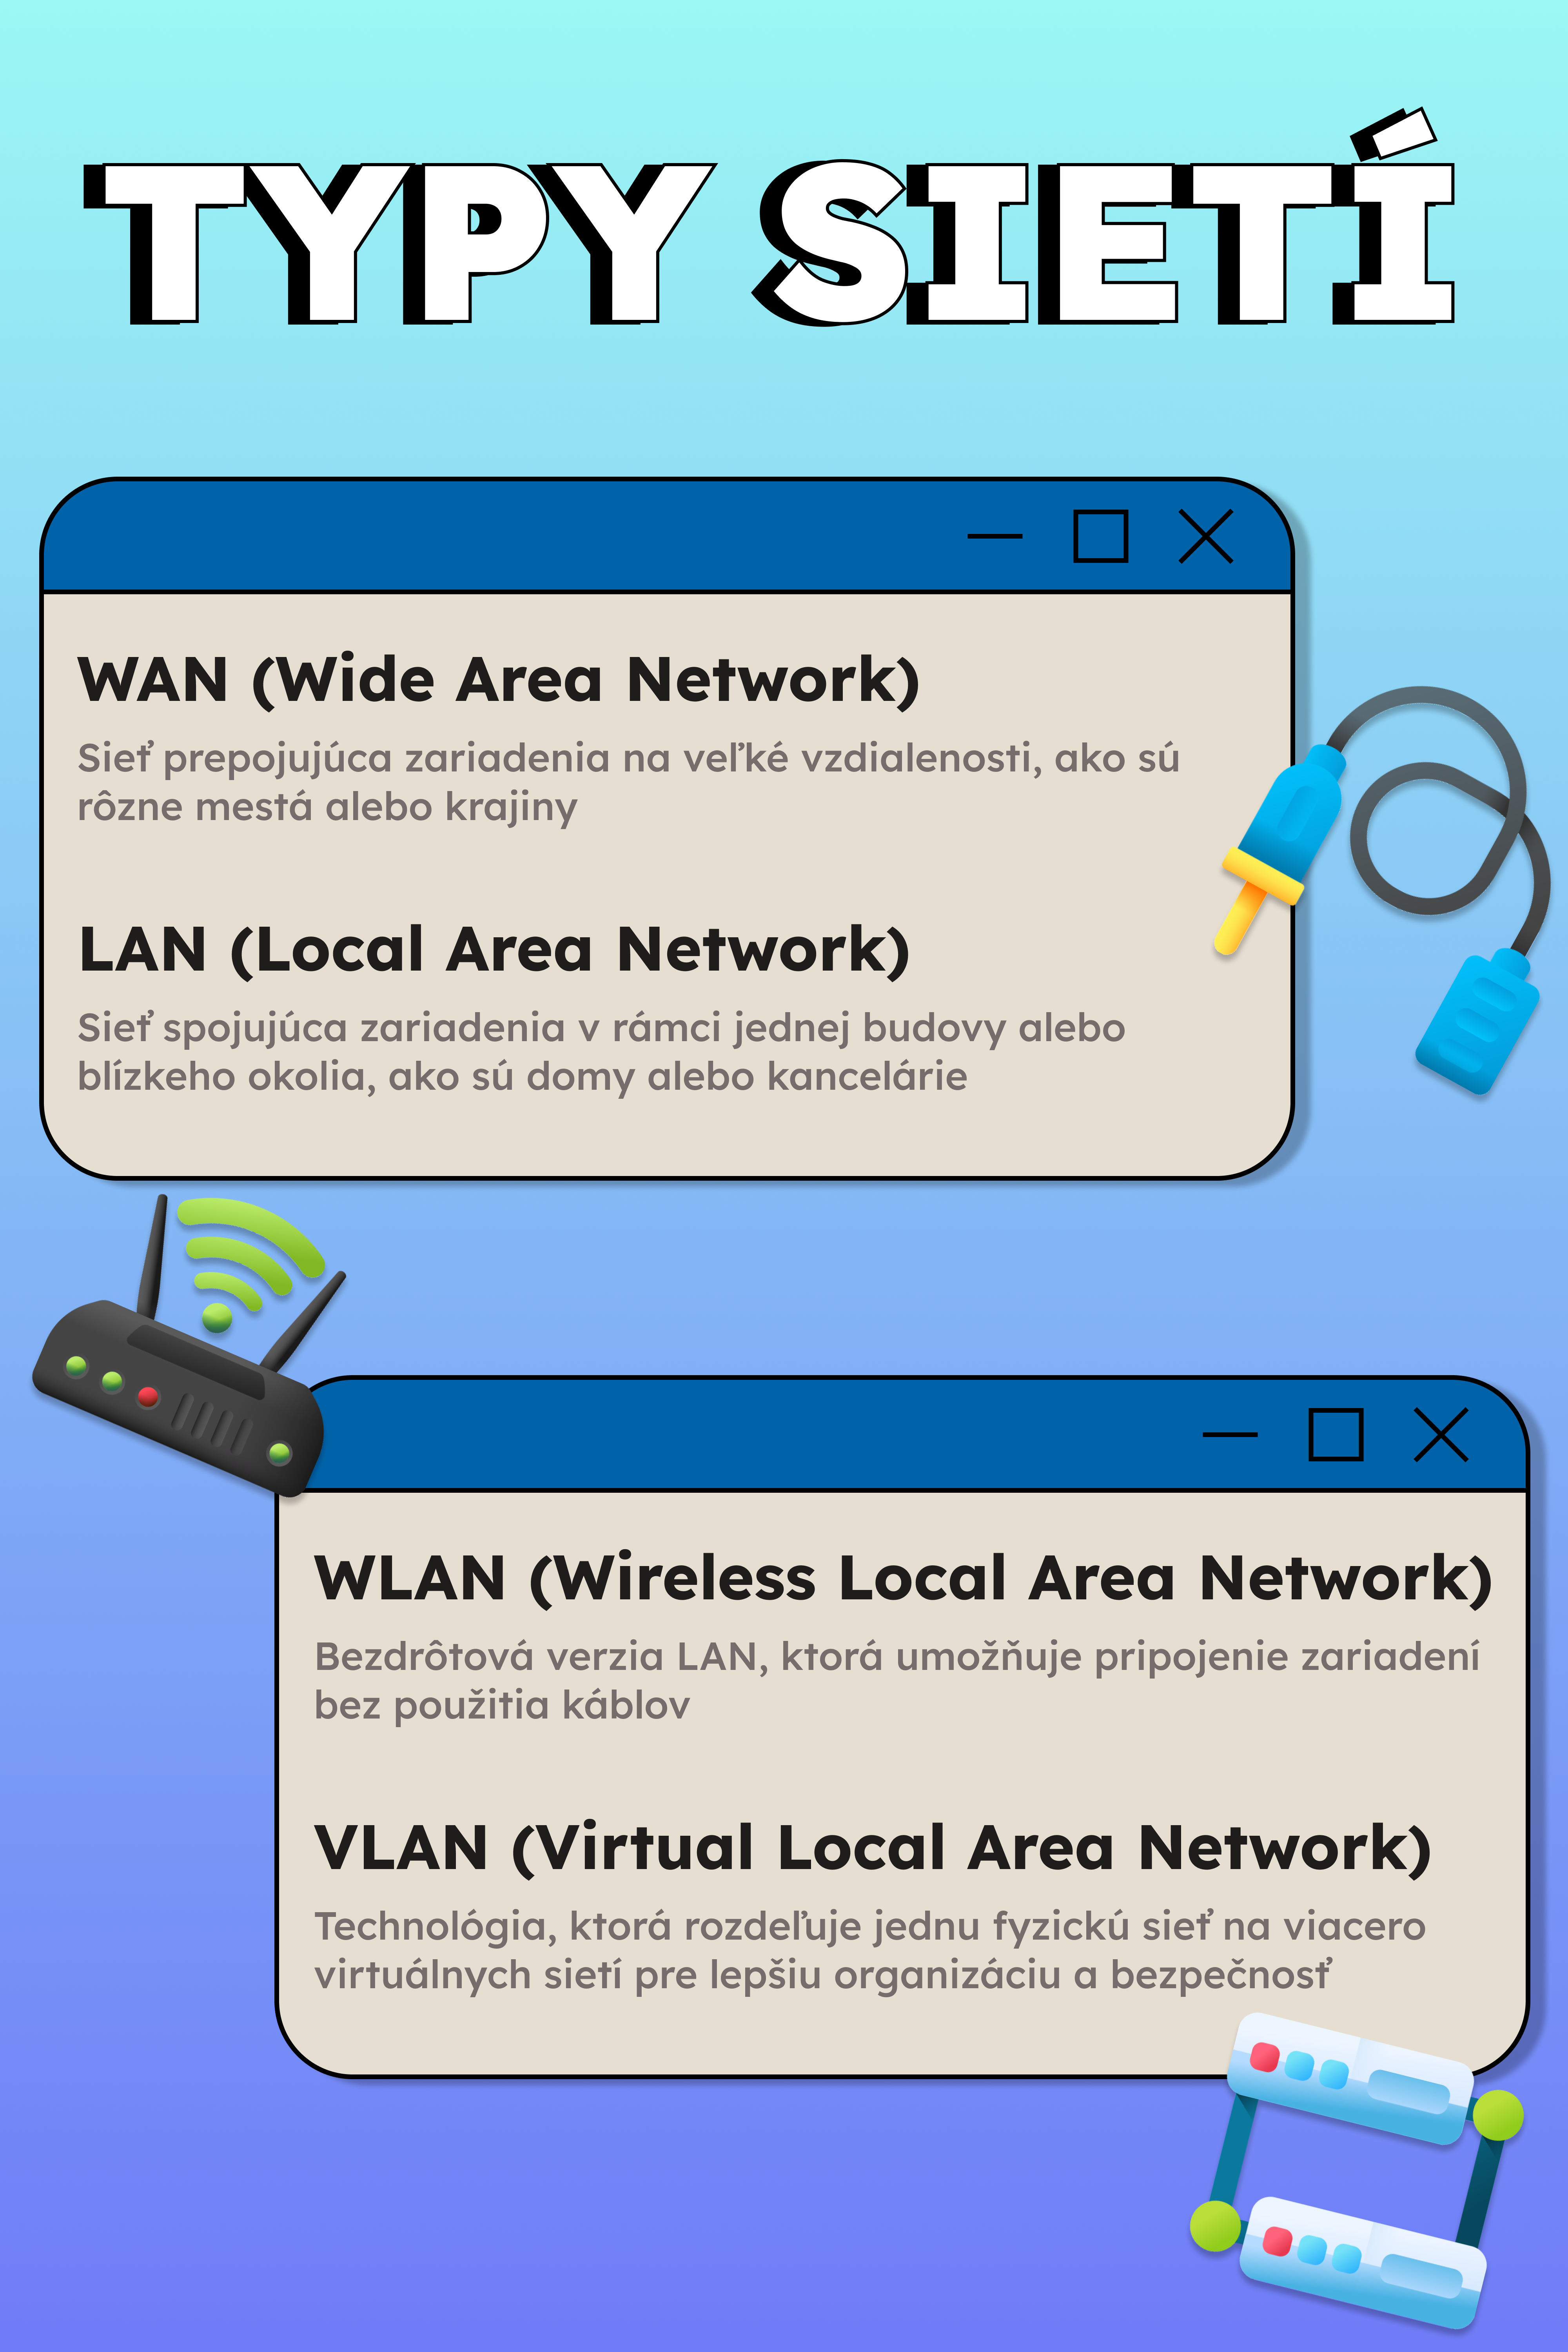 TYPY SIETÍ
WAN (Wide Area Network)
Sieť prepojujúca zariadenia na veľké vzdialenosti, ako sú
rôzne mestá alebo krajiny
LAN (Local Area Network)
Sieť spojujúca zariadenia v rámci jednej budovy alebo
blízkeho okolia, ako sú domy alebo kancelárie
WLAN (Wireless Local Area Network)
Bezdrôtová verzia LAN, ktorá umožňuje pripojenie zariadení
bez použitia káblov
VLAN (Virtual Local Area Network)
Technológia, ktorá rozdeľuje jednu fyzickú sieť na viacero
virtuálnych sietí pre lepšiu organizáciu a bezpečnosť